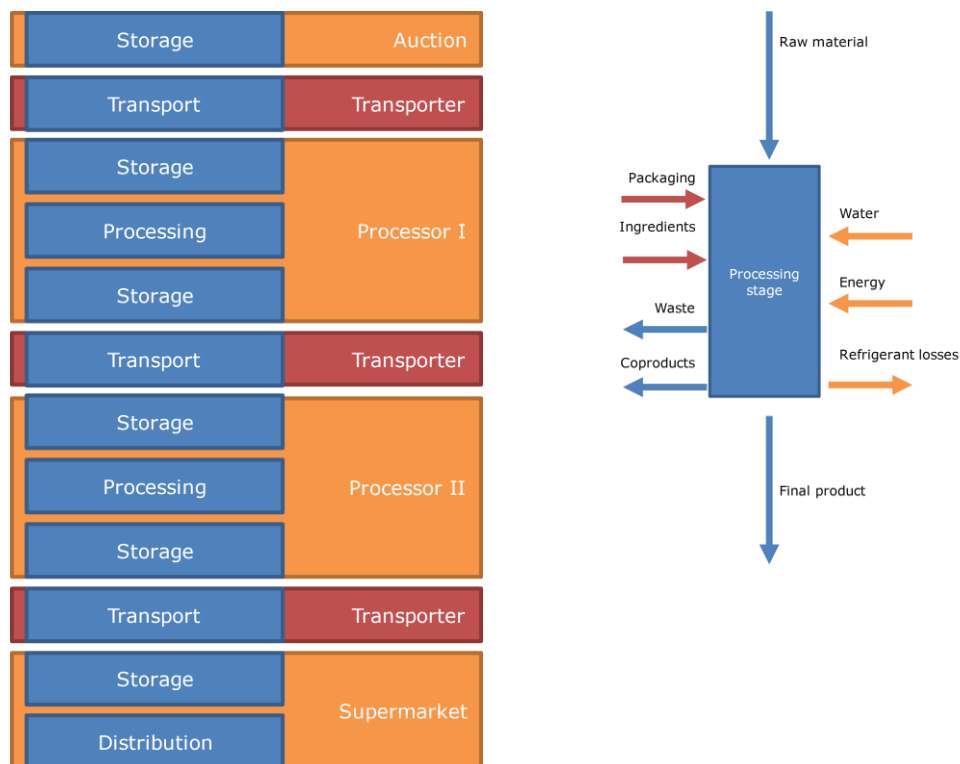 Storage
Auction
Transport
Transporter
Storage
Processing
Processor I
Storage
Transport
Transporter
Storage
Processing
Processor II
Storage
Transport
Transporter
Storage
Supermarket
Distribution
Raw material
Packaging
Ingredients
Waste
Coproducts
Processing
stage
Water
Energy
Refrigerant losses
Final product